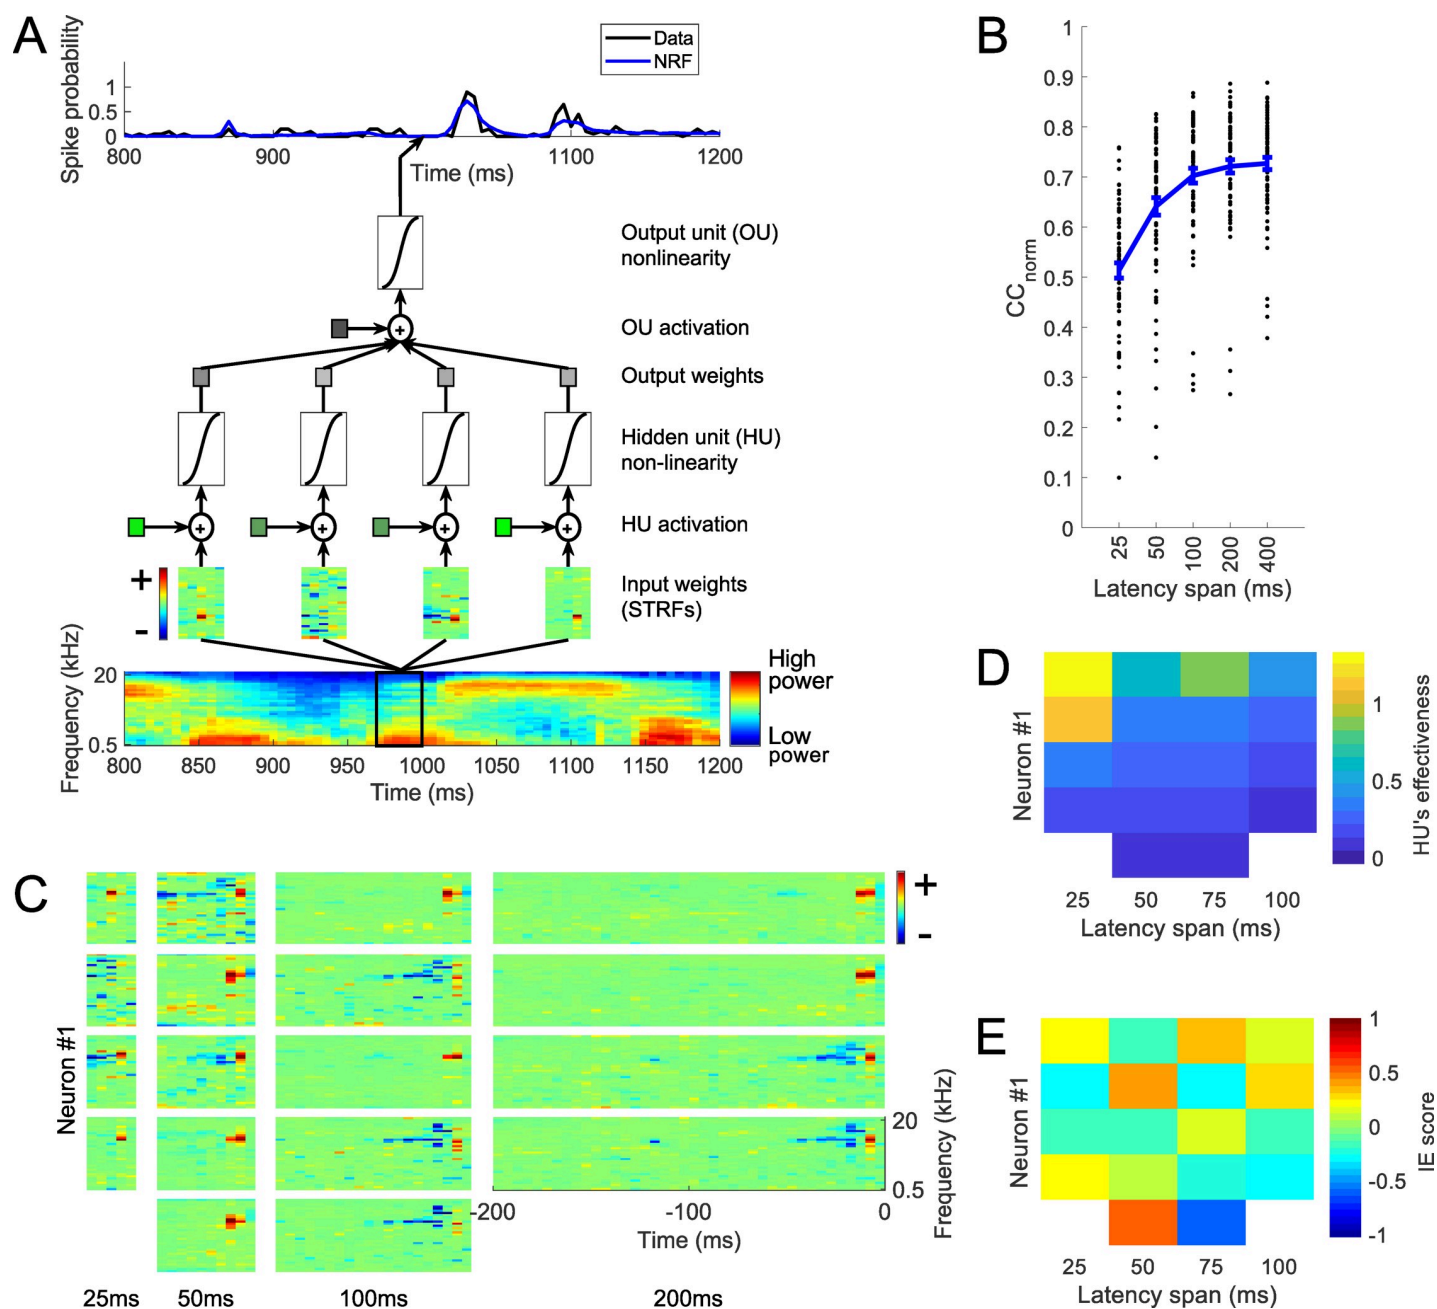 A
Spike probability
1
0.5
0
Data
NRF
800
900
1100
1200
Time (ms)
Output unit (OU)
nonlinearity
OU activation
+
Output weights
Hidden unit (HU)
non-linearity
+ + + +
HU activation
+
-
Input weights
(STRFs)
Frequency (kHz)
20
0.5
High
power
Low
power
800 850 900 950 1000 1050 1100 1150 1200
Time (ms)
B
CCnorm
1
0.9
0.8
0.7
0.6
0.5
0.4
0.3
0.2
0.1
0
25 50 100 200 400
Latency span (ms)
C
Neuron #1
+
-
20
0.5
Frequency (kHz)
-200 -100 0
Time (ms)
25ms 50ms 100ms 200ms
D
Neuron #1
25 50 75 100
Latency span (ms)
1
0.5
0
HU's effectiveness
E
Neuron #1
25 50 75 100
Latency span (ms)
1
0.5
0
-0.5
-1
IE score